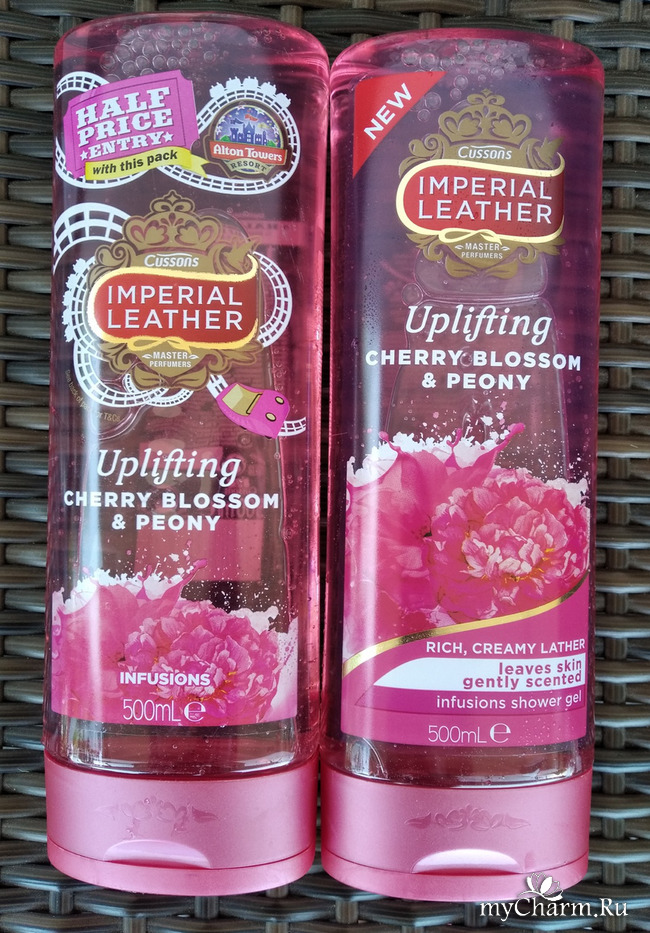 HALF
PRICE
ENTRY
with this pack
Alton Towers
RESORT
Cussons
IMPERIAL
LEATHER
MASTER
PERFUMERS
Uplifting
CHERRY BLOSSOM
& PEONY
INFUSIONS
500mL e
NEW
Cussons
IMPERIAL
LEATHER
MASTER
PERFUMERS
Uplifting
CHERRY BLOSSOM
& PEONY
RICH, CREAMY LATHER
leaves skin
gently scented
infusions shower gel
500mL e
myCharm.Ru